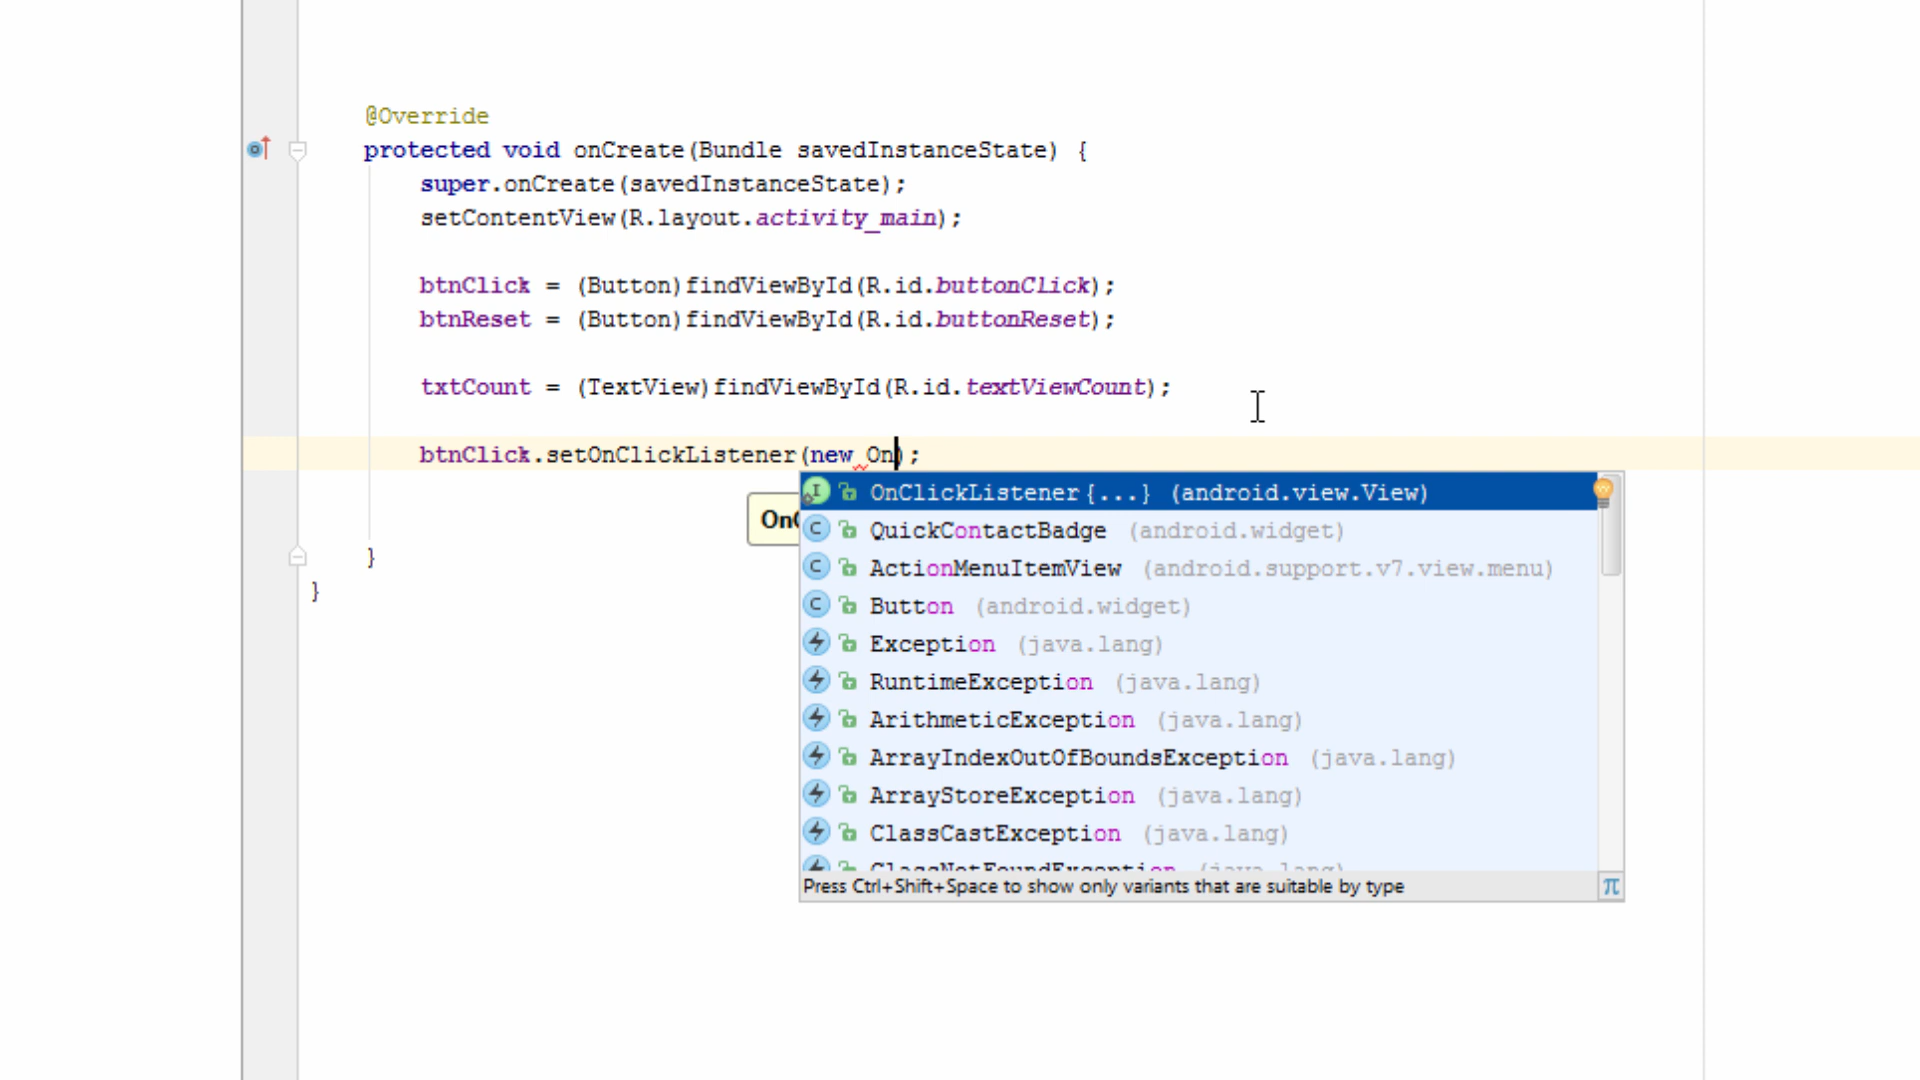 @Override
protected void onCreate(Bundle savedInstanceState) {
super.onCreate(savedInstanceState);
setContentView(R.layout.activity_main);
btnClick = (Button)findViewById(R.id.buttonClick);
btnReset = (Button)findViewById(R.id.buttonReset);
txtCount = (TextView)findViewById(R.id.textViewCount);
btnClick.setOnClickListener(new On);
OnClickListener{...} (android.view.View)
QuickContactBadge (android.widget)
ActionMenuItemView (android.support.v7.view.menu)
Button (android.widget)
Exception (java.lang)
RuntimeException (java.lang)
ArithmeticException (java.lang)
ArrayIndexOutOfBoundsException (java.lang)
ArrayStoreException (java.lang)
ClassCastException (java.lang)
ClassNotFoundException (java.lang)
Press Ctrl+Shift+Space to show only variants that are suitable by type
π
}
}